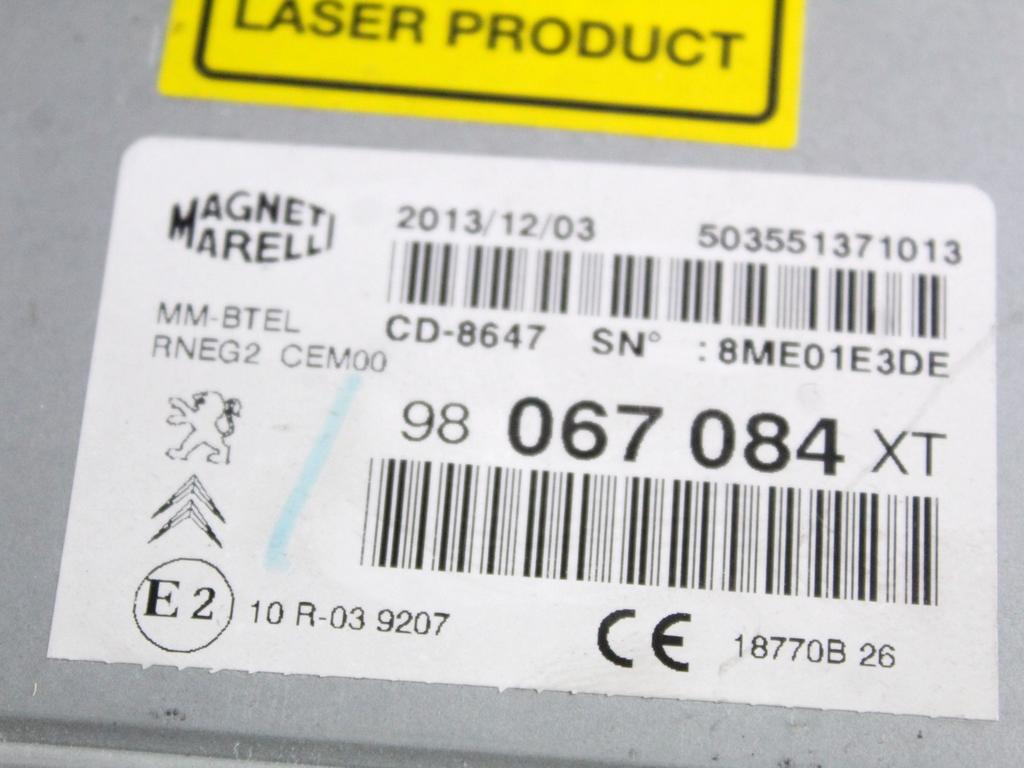 LASER PRODUCT
MAGNETI MARELLI
2013/12/03 503551371013
MM-BTEL
RNEG2 CEM00
CD-8647 SN° : 8ME01E3DE
98 067 084 XT
E2 10 R-03 9207
CE 18770B 26